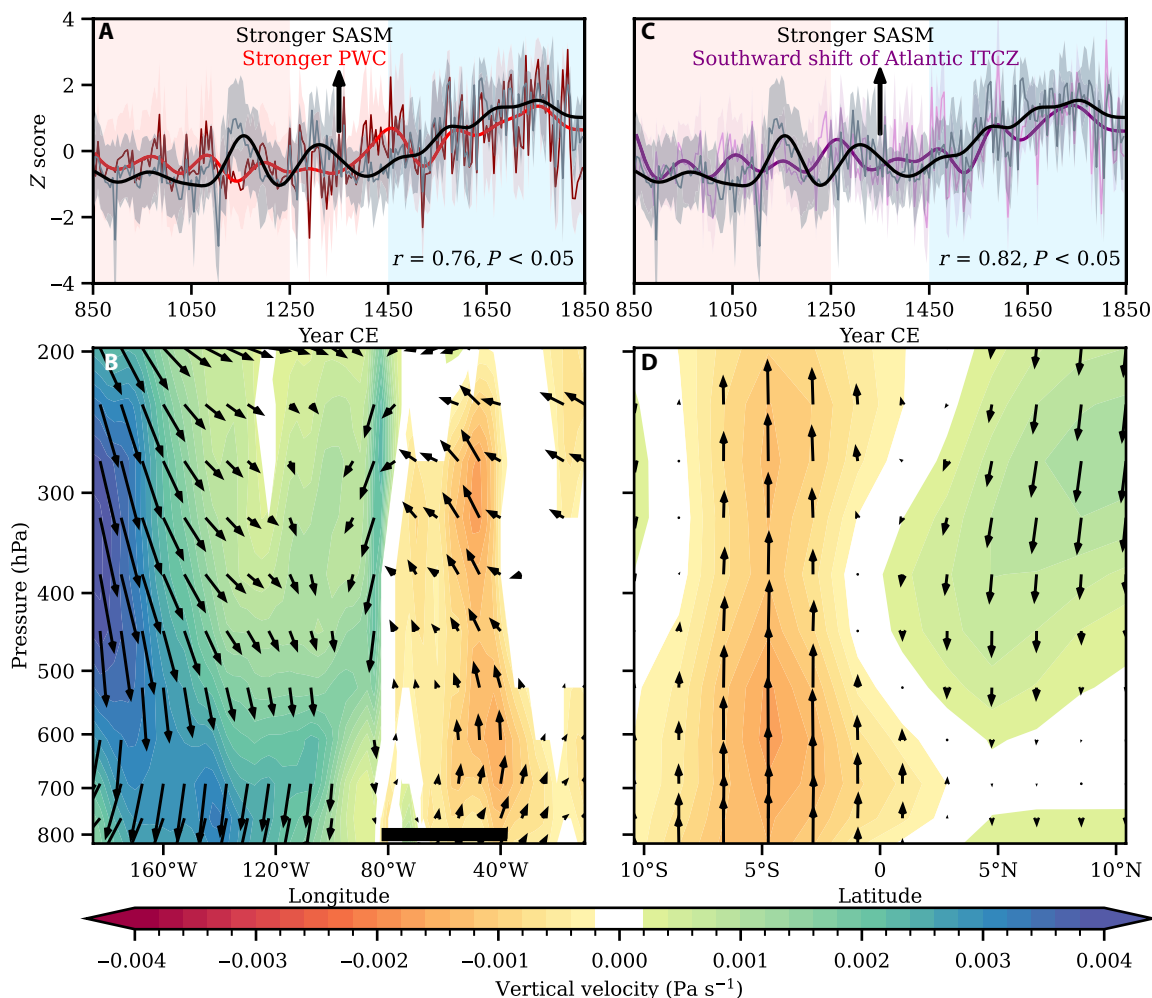 A
Stronger SASM
Stronger PWC
4
2
0
−2
−4
Z score
r = 0.76, P < 0.05
850 1050 1250 1450 1650 1850
Year CE
C
Stronger SASM
Southward shift of Atlantic ITCZ
r = 0.82, P < 0.05
850 1050 1250 1450 1650 1850
Year CE
B
200
300
400
500
600
700
800
Pressure (hPa)
160°W 120°W 80°W 40°W
Longitude
D
10°S 5°S 0 5°N 10°N
Latitude
−0.004 −0.003 −0.002 −0.001 0.000 0.001 0.002 0.003 0.004
Vertical velocity (Pa s⁻¹)